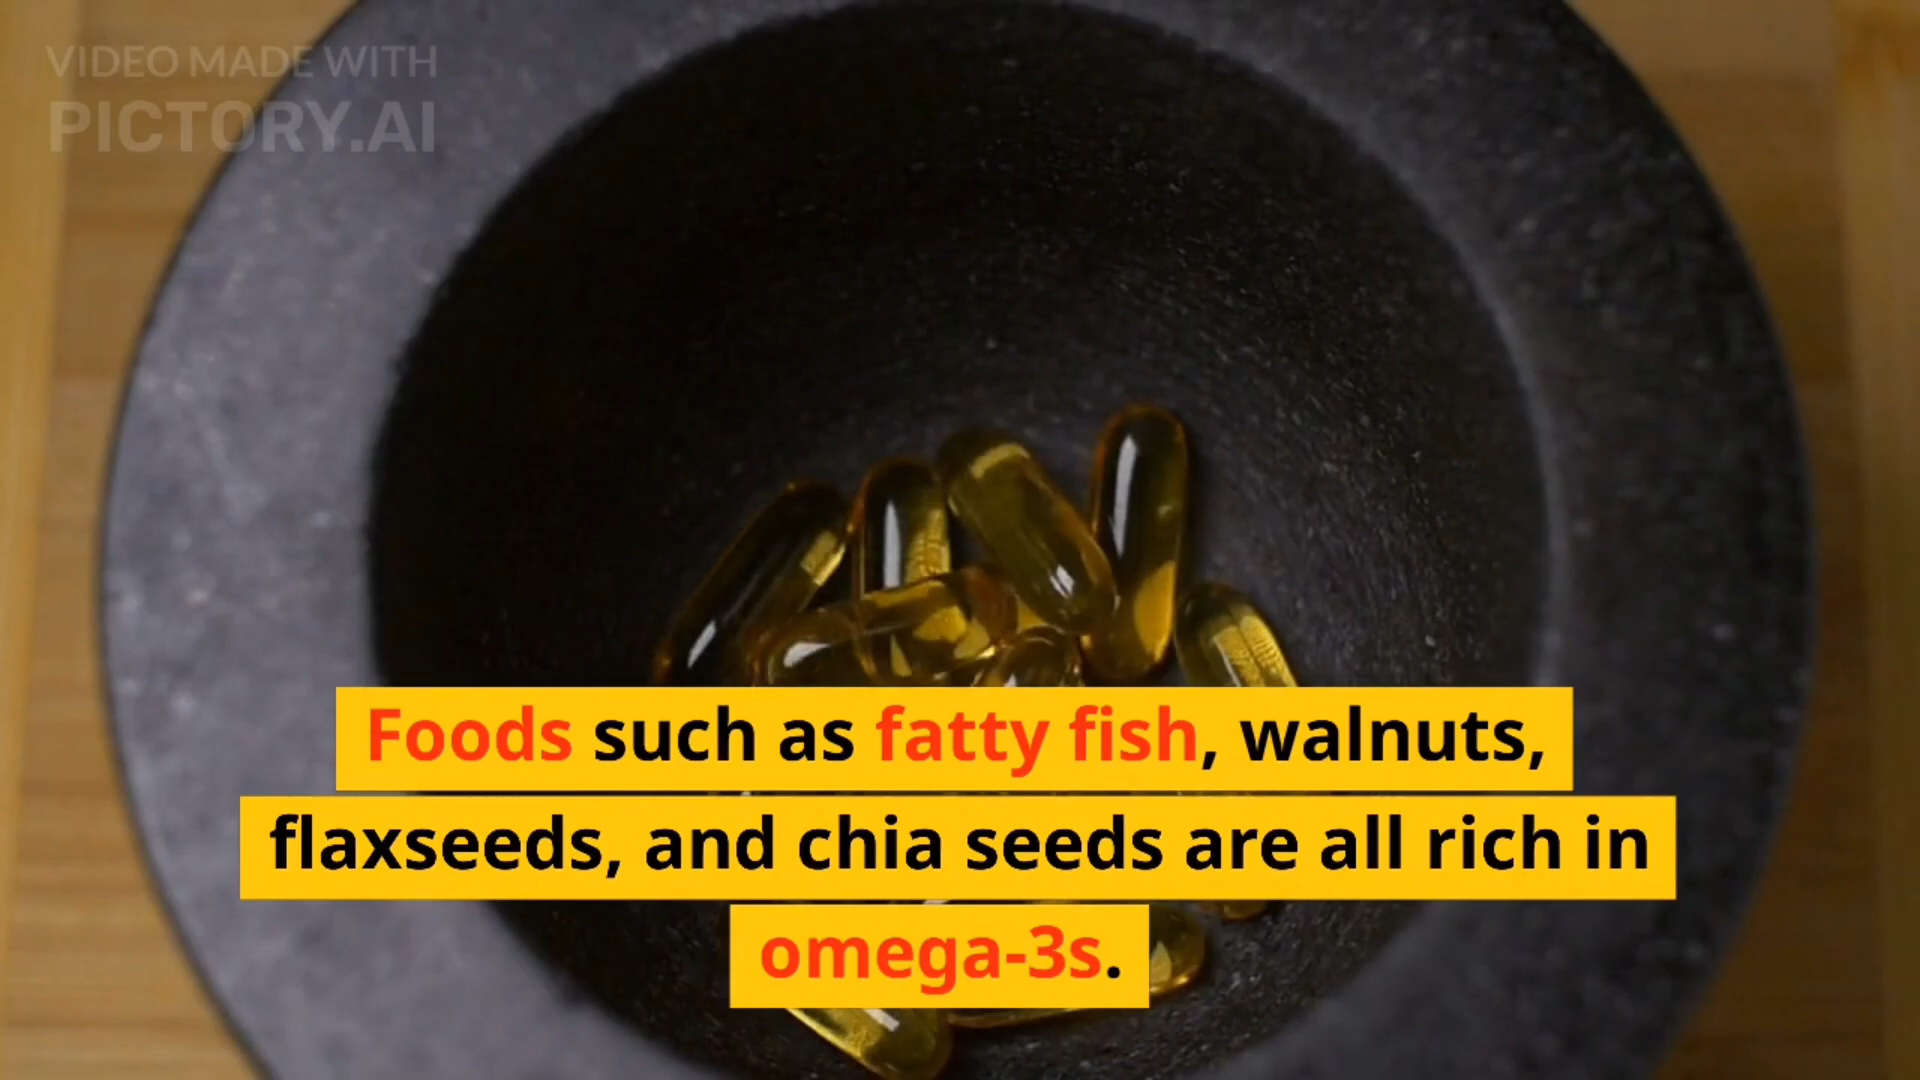 VIDEO MADE WITH
PICTORY.AI
Foods such as fatty fish, walnuts,
flaxseeds, and chia seeds are all rich in
omega-3s.